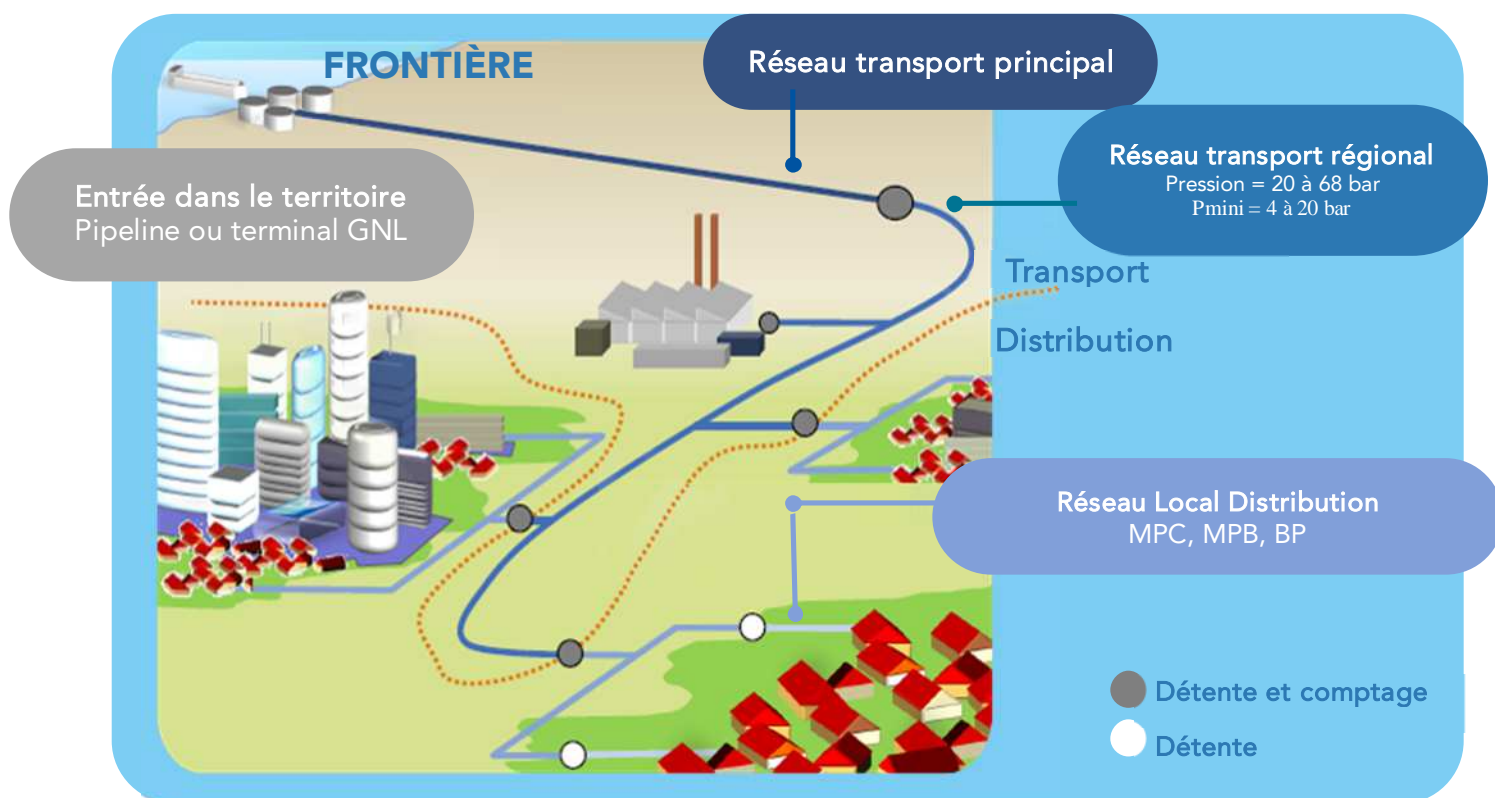 FRONTIÈRE
Réseau transport principal
Réseau transport régional
Pression = 20 à 68 bar
Pmini = 4 à 20 bar
Entrée dans le territoire
Pipeline ou terminal GNL
Transport
Distribution
Réseau Local Distribution
MPC, MPB, BP
Détente et comptage
Détente